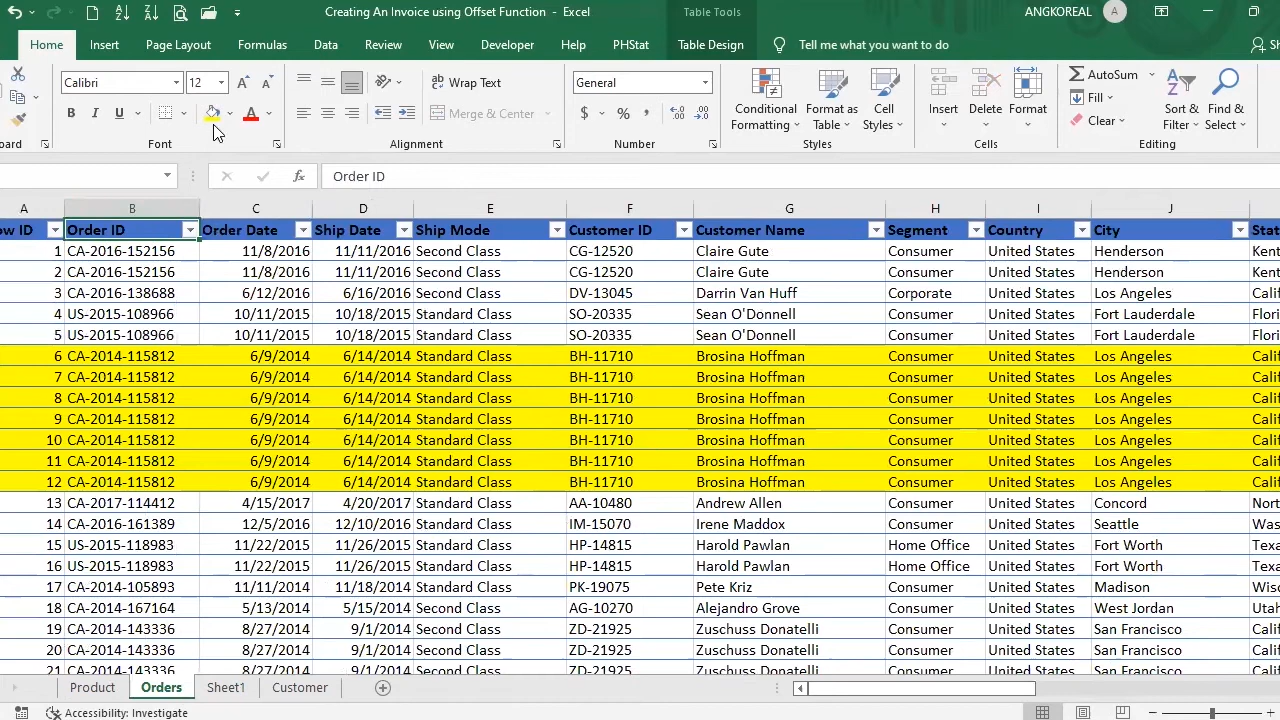 Creating An Invoice using Offset Function - Excel
Table Tools
ANGKOREAL
A
Home Insert Page Layout Formulas Data Review View Developer Help PHStat Table Design Tell me what you want to do
Calibri 12 Wrap Text General AutoSum
Conditional Formatting Format as Table Cell Styles Insert Delete Format Fill Sort & Filter Find & Select
B I U A Merge & Center $ % Clear
Font Alignment Number Styles Cells Editing
fx Order ID
A B C D E F G H I J
Order ID Order Date Ship Date Ship Mode Customer ID Customer Name Segment Country City
1 CA-2016-152156 11/8/2016 11/11/2016 Second Class CG-12520 Claire Gute Consumer United States Henderson
2 CA-2016-152156 11/8/2016 11/11/2016 Second Class CG-12520 Claire Gute Consumer United States Henderson
3 CA-2016-138688 6/12/2016 6/16/2016 Second Class DV-13045 Darrin Van Huff Corporate United States Los Angeles
4 US-2015-108966 10/11/2015 10/18/2015 Standard Class SO-20335 Sean O'Donnell Consumer United States Fort Lauderdale
5 US-2015-108966 10/11/2015 10/18/2015 Standard Class SO-20335 Sean O'Donnell Consumer United States Fort Lauderdale
6 CA-2014-115812 6/9/2014 6/14/2014 Standard Class BH-11710 Brosina Hoffman Consumer United States Los Angeles
7 CA-2014-115812 6/9/2014 6/14/2014 Standard Class BH-11710 Brosina Hoffman Consumer United States Los Angeles
8 CA-2014-115812 6/9/2014 6/14/2014 Standard Class BH-11710 Brosina Hoffman Consumer United States Los Angeles
9 CA-2014-115812 6/9/2014 6/14/2014 Standard Class BH-11710 Brosina Hoffman Consumer United States Los Angeles
10 CA-2014-115812 6/9/2014 6/14/2014 Standard Class BH-11710 Brosina Hoffman Consumer United States Los Angeles
11 CA-2014-115812 6/9/2014 6/14/2014 Standard Class BH-11710 Brosina Hoffman Consumer United States Los Angeles
12 CA-2014-115812 6/9/2014 6/14/2014 Standard Class BH-11710 Brosina Hoffman Consumer United States Los Angeles
13 CA-2017-114412 4/15/2017 4/20/2017 Standard Class AA-10480 Andrew Allen Consumer United States Concord
14 CA-2016-161389 12/5/2016 12/10/2016 Standard Class IM-15070 Irene Maddox Consumer United States Seattle
15 US-2015-118983 11/22/2015 11/26/2015 Standard Class HP-14815 Harold Pawlan Home Office United States Fort Worth
16 US-2015-118983 11/22/2015 11/26/2015 Standard Class HP-14815 Harold Pawlan Home Office United States Fort Worth
17 CA-2014-105893 11/11/2014 11/18/2014 Standard Class PK-19075 Pete Kriz Consumer United States Madison
18 CA-2014-167164 5/13/2014 5/15/2014 Second Class AG-10270 Alejandro Grove Consumer United States West Jordan
19 CA-2014-143336 8/27/2014 9/1/2014 Second Class ZD-21925 Zuschuss Donatelli Consumer United States San Francisco
20 CA-2014-143336 8/27/2014 9/1/2014 Second Class ZD-21925 Zuschuss Donatelli Consumer United States San Francisco
21 CA-2014-143336 8/27/2014 9/1/2014 Second Class ZD-21925 Zuschuss Donatelli Consumer United States San Francisco
Product Orders Sheet1 Customer
Accessibility: Investigate